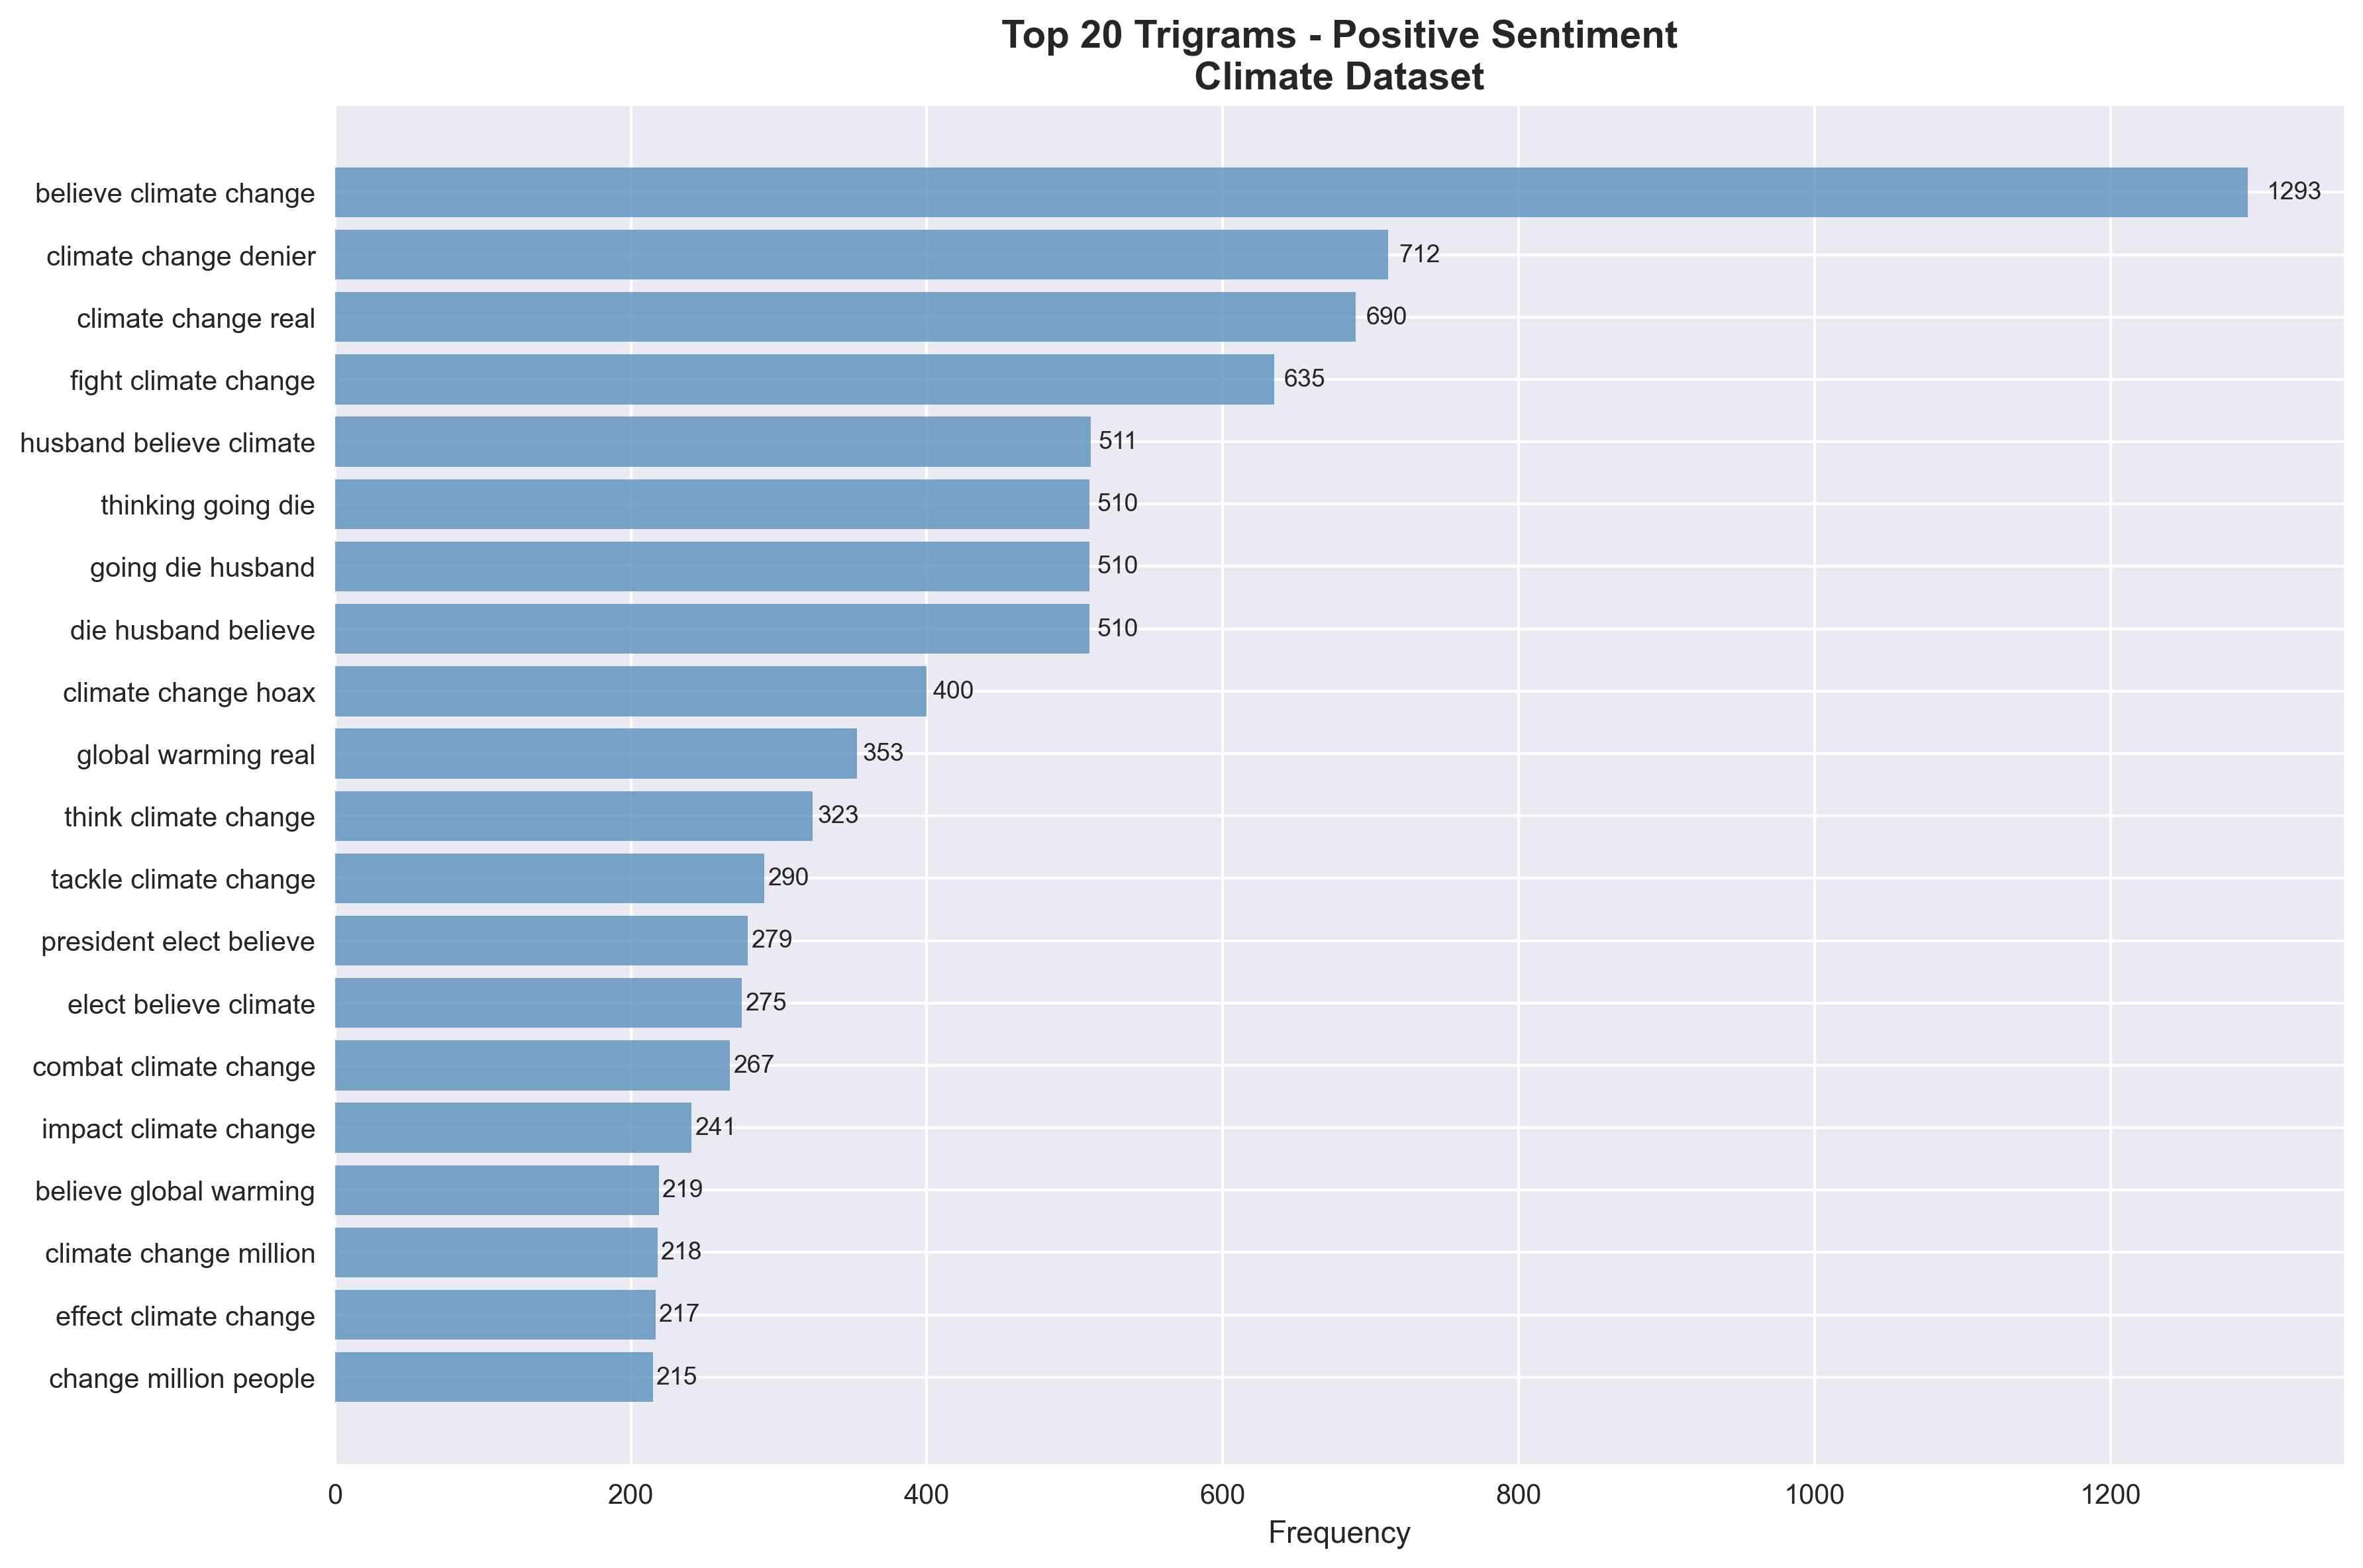 Top 20 Trigrams - Positive Sentiment
Climate Dataset
believe climate change 1293
climate change denier 712
climate change real 690
fight climate change 635
husband believe climate 511
thinking going die 510
going die husband 510
die husband believe 510
climate change hoax 400
global warming real 353
think climate change 323
tackle climate change 290
president elect believe 279
elect believe climate 275
combat climate change 267
impact climate change 241
believe global warming 219
climate change million 218
effect climate change 217
change million people 215
0 200 400 600 800 1000 1200
Frequency